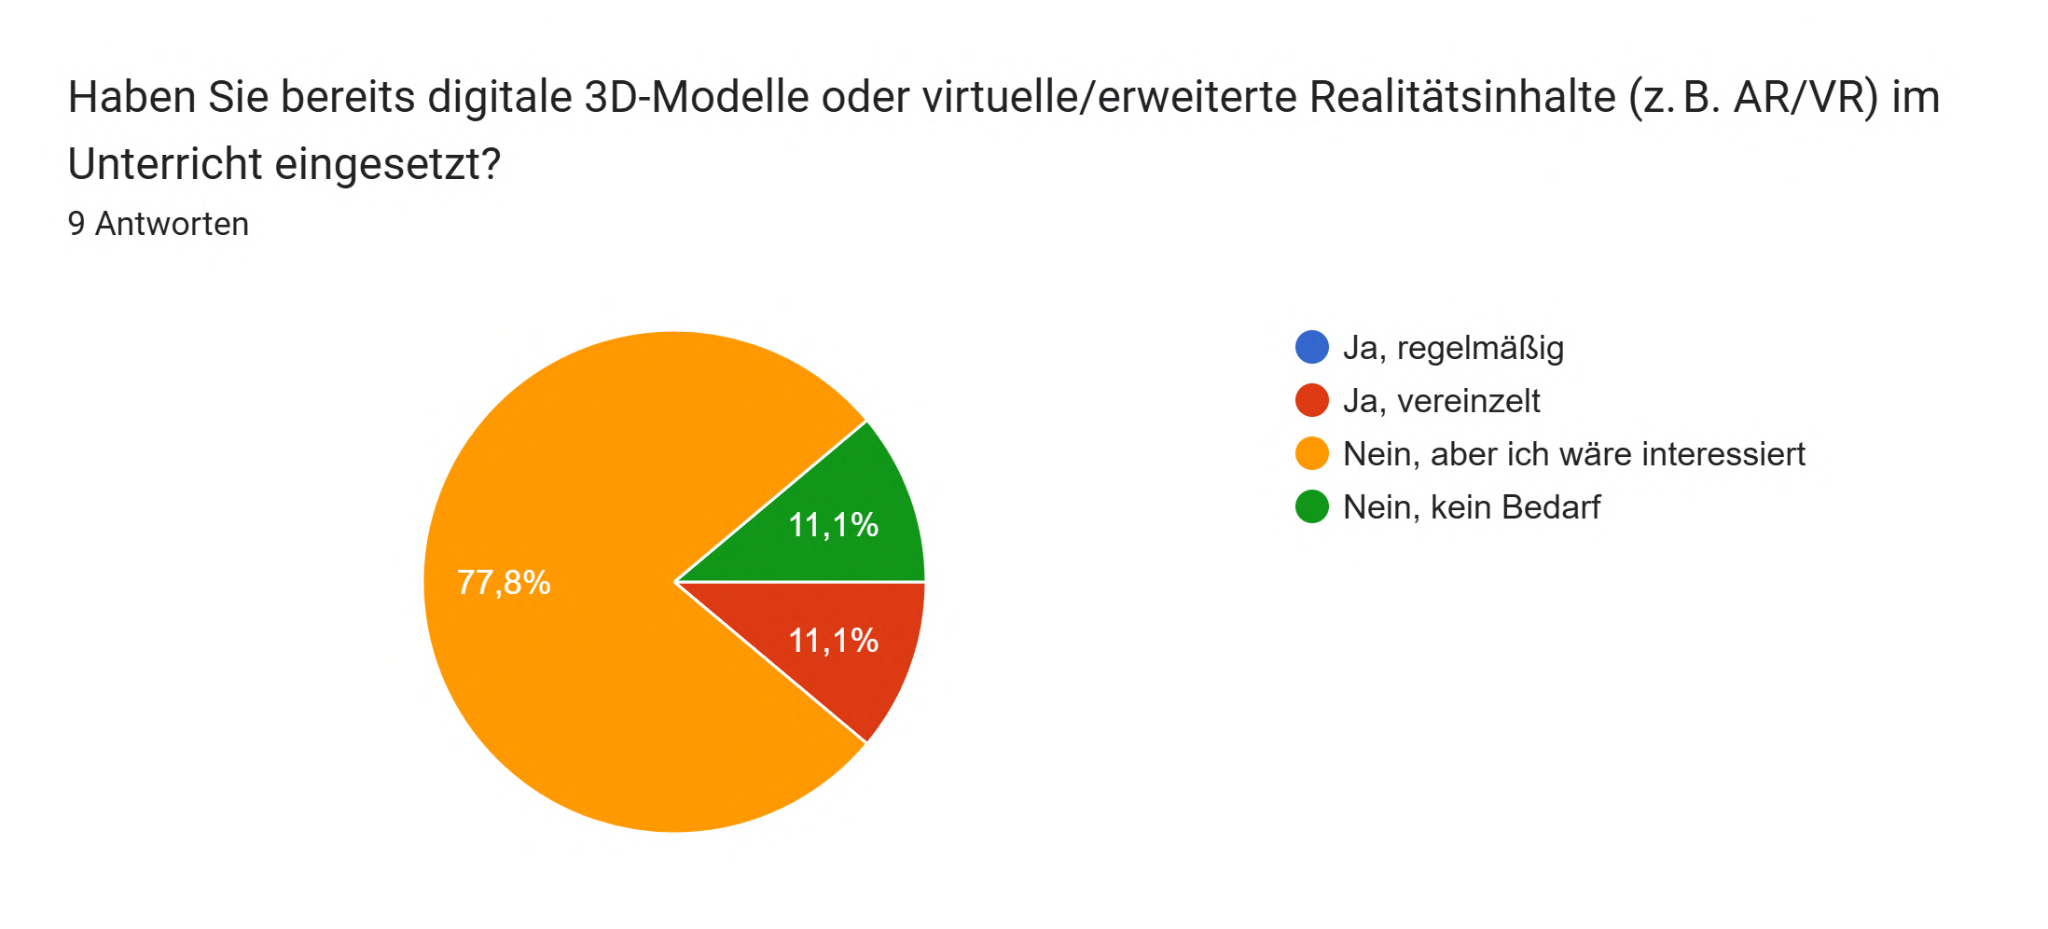 Haben Sie bereits digitale 3D-Modelle oder virtuelle/erweiterte Realitätsinhalte (z. B. AR/VR) im
Unterricht eingesetzt?
9 Antworten
Ja, regelmäßig
Ja, vereinzelt
Nein, aber ich wäre interessiert
Nein, kein Bedarf
11,1%
77,8%
11,1%